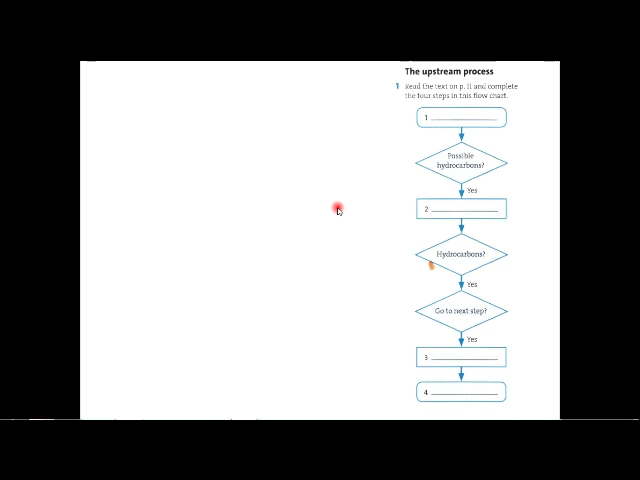 The upstream process
1 Read the text on p. 11 and complete
the four steps in this flow chart.
1
Possible
hydrocarbons?
Yes
2
Hydrocarbons?
Yes
Go to next step?
Yes
3
4